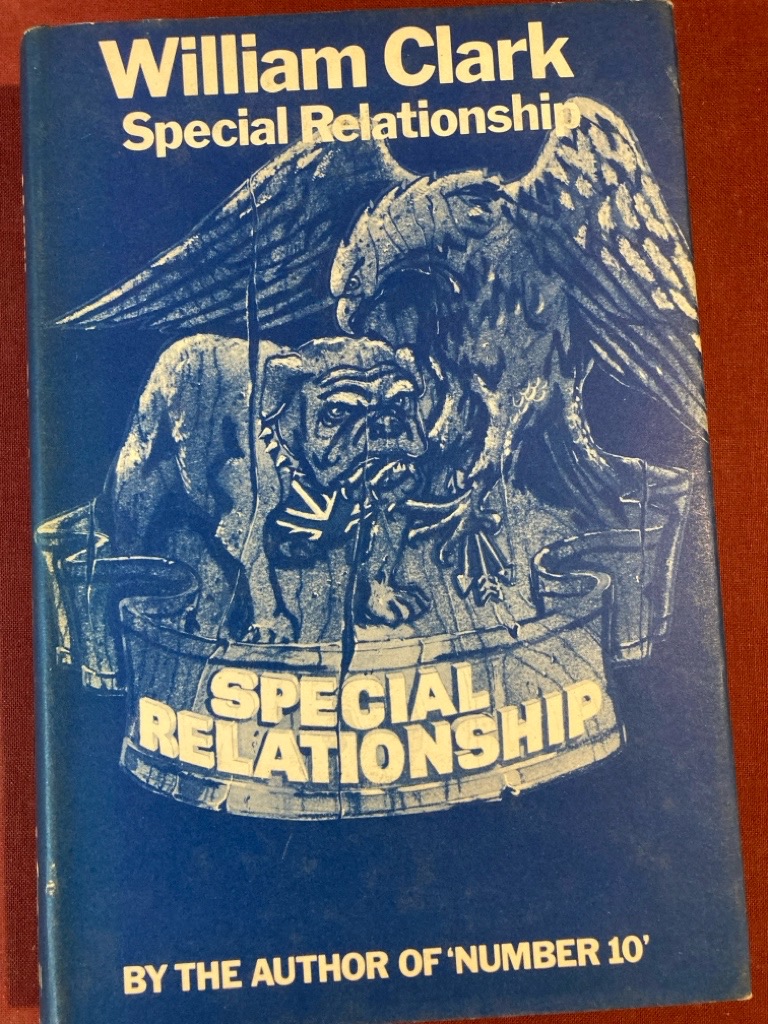 William Clark
Special Relationship
SPECIAL
RELATIONSHIP
BY THE AUTHOR OF 'NUMBER 10'